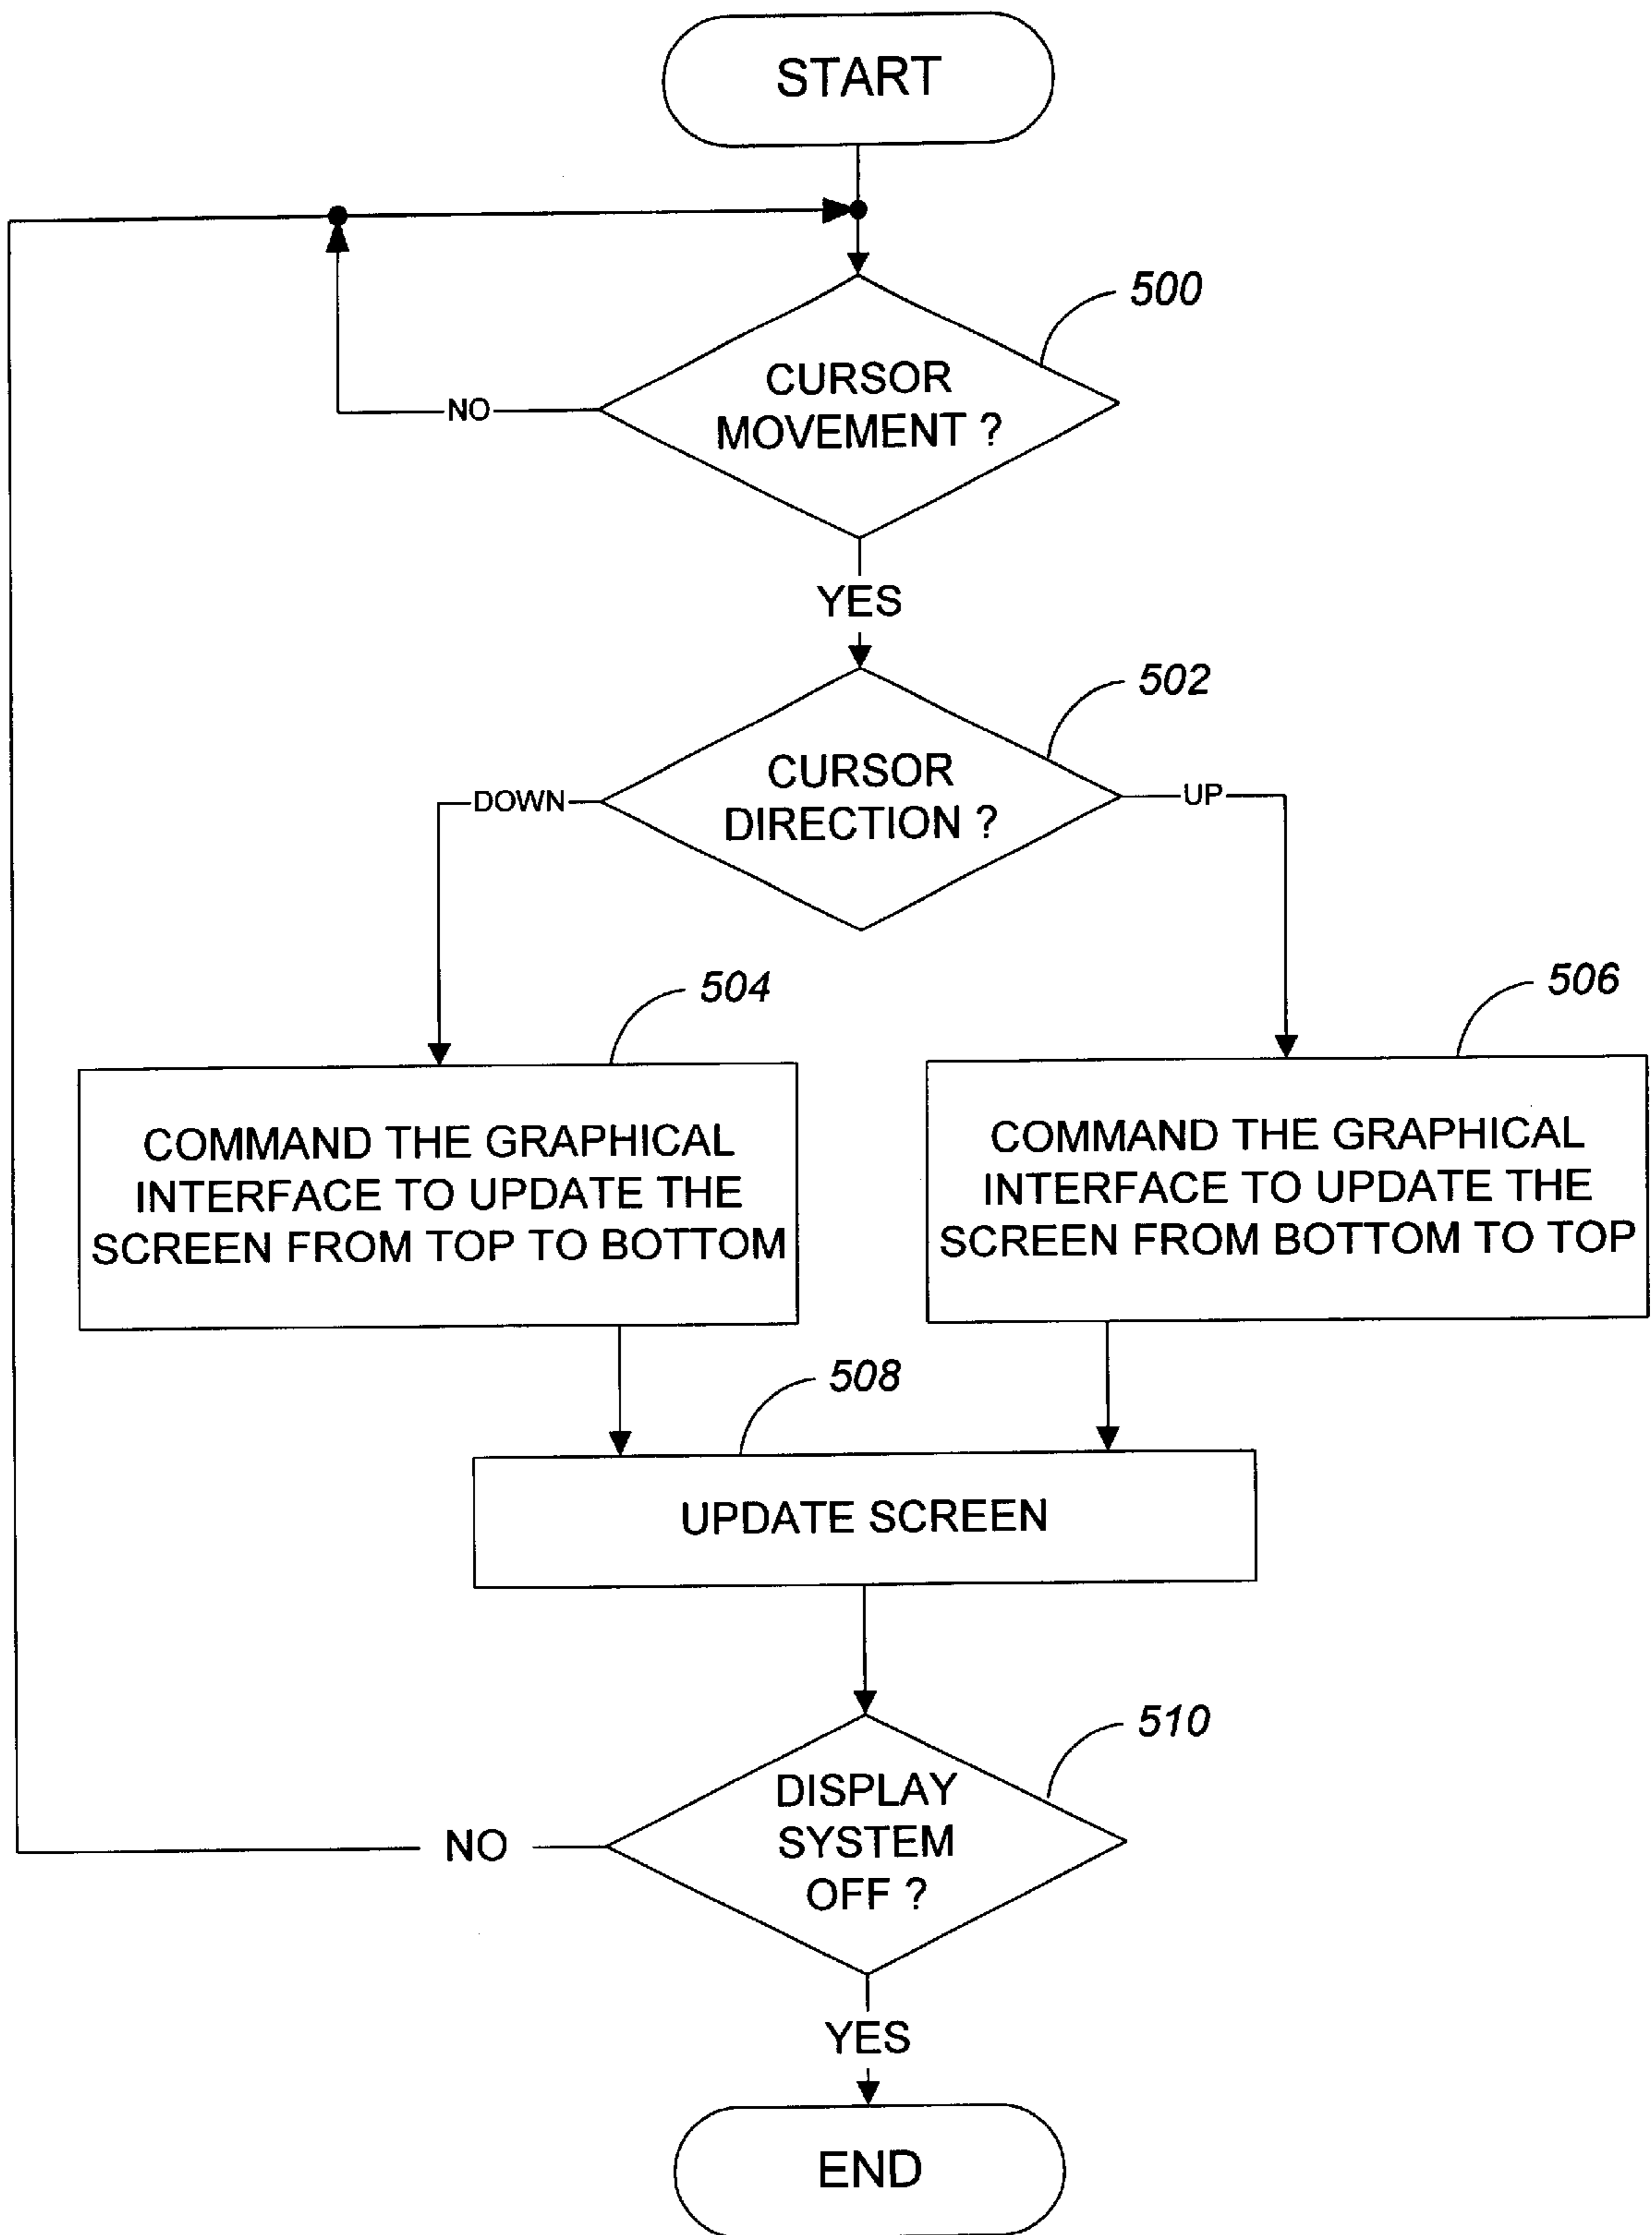 START
500
CURSOR
MOVEMENT ?
NO
YES
502
CURSOR
DIRECTION ?
DOWN
UP
504
COMMAND THE GRAPHICAL
INTERFACE TO UPDATE THE
SCREEN FROM TOP TO BOTTOM
506
COMMAND THE GRAPHICAL
INTERFACE TO UPDATE THE
SCREEN FROM BOTTOM TO TOP
508
UPDATE SCREEN
510
DISPLAY
SYSTEM
OFF ?
NO
YES
END